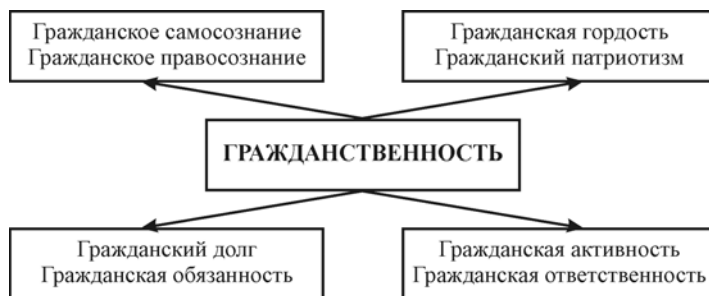 Гражданское самосознание
Гражданское правосознание
Гражданская гордость
Гражданский патриотизм
ГРАЖДАНСТВЕННОСТЬ
Гражданский долг
Гражданская обязанность
Гражданская активность
Гражданская ответственность